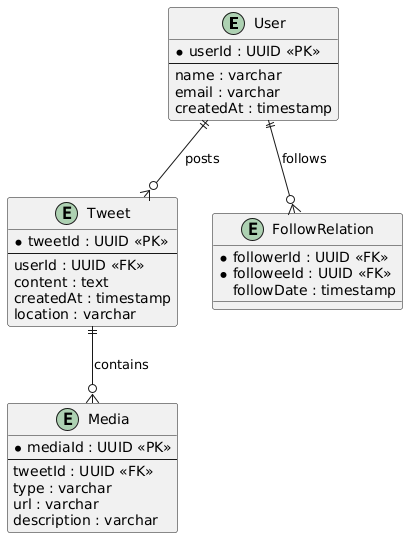 E User
* userId : UUID «PK»
name : varchar
email : varchar
createdAt : timestamp
posts
follows
E Tweet
* tweetId : UUID «PK»
userId : UUID «FK»
content : text
createdAt : timestamp
location : varchar
E FollowRelation
* followerId : UUID «FK»
* followeeId : UUID «FK»
followDate : timestamp
contains
E Media
* mediaId : UUID «PK»
tweetId : UUID «FK»
type : varchar
url : varchar
description : varchar